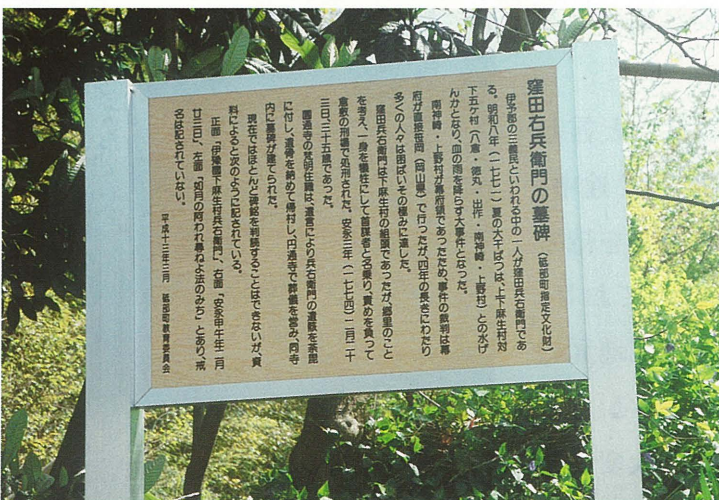 窪田右兵衛門の墓碑(砥部町指定文化財)
伊予郡の三義民といわれる中の一人が窪田兵右衛門であ
る。明和八年(一七七一)夏の大干ばつは、上・下麻生村対
下五ケ村(八倉・徳丸・出作・南神崎・上野村)との水げ
んかとなり、血の雨を降らす大事件となった。
南神崎・上野村が幕府領であったため、事件の裁判は幕
府が直接笠岡(岡山県)で行ったが、四年の長きにわたり
多くの人々は困ぱいその極みに達した。
窪田兵右衛門は下麻生村の組頭であったが、郷里のこと
を考え、一身を犠牲にして首謀者と名乗り、責めを負って
倉敷の刑場で処刑された。安永三年(一七七四)二月二十
三日、三十五歳であった。
圓通寺の梵明住職は、遺言により兵右衛門の遺骸を荼毘
に付し、遺骨を納めて帰村し、円通寺で葬儀を営み、同寺
内に墓碑が建てられた。
現在ではほとんど碑銘を判読することはできないが、資
料によると次のように記されている。
正面「伊豫國下麻生村兵右衛門」、右面「安永甲午年二月
廿三日」、左面「如月の阿われ尋ねよ法のみち」とあり、戒
名は記されていない。
平成十三年三月 砥部町教育委員会